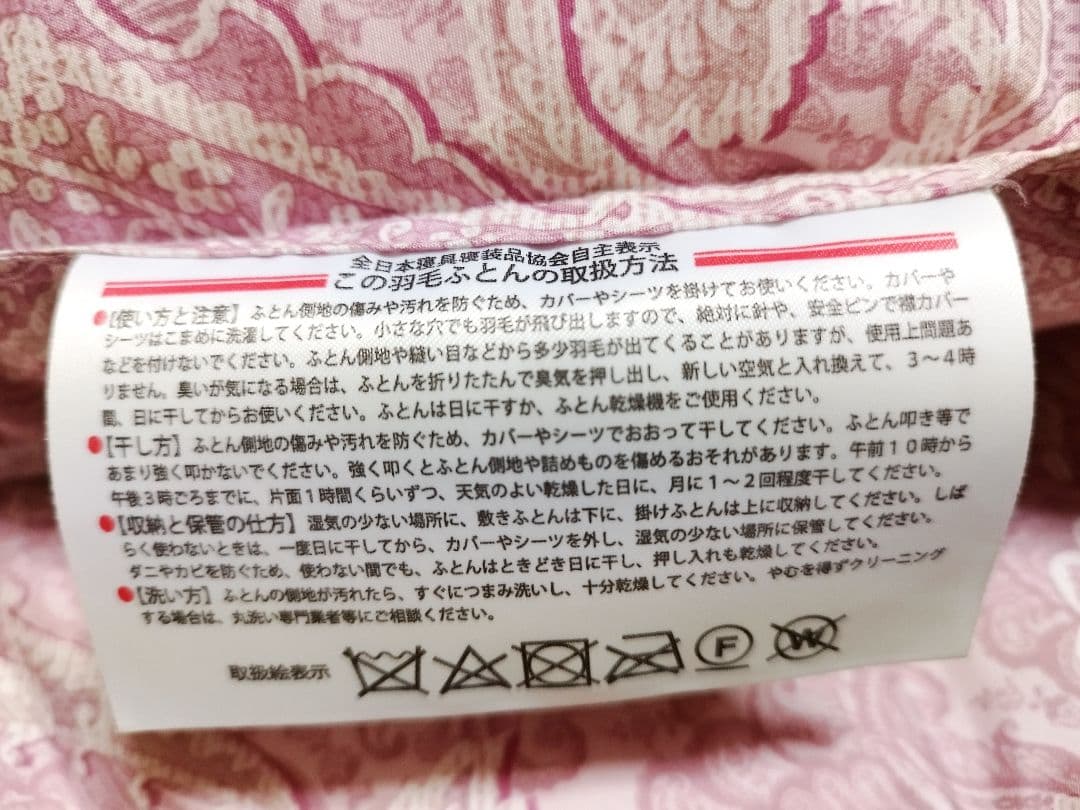 全日本寝具寝装品協会自主表示
この羽毛ふとんの取扱方法
●【使い方と注意】ふとん側地の傷みや汚れを防ぐため、カバーやシーツを掛けてお使いください。カバーや
シーツはこまめに洗濯してください。小さな穴でも羽毛が飛び出しますので、絶対に針や、安全ピンで襟カバー
などを付けないでください。ふとん側地や縫い目などから多少羽毛が出てくることがありますが、使用上問題あ
りません。臭いが気になる場合は、ふとんを折りたたんで臭気を押し出し、新しい空気と入れ換えて、3～4時
間、日に干してからお使いください。ふとんは日に干すか、ふとん乾燥機をご使用ください。
●【干し方】ふとん側地の傷みや汚れを防ぐため、カバーやシーツでおおって干してください。ふとん叩き等で
あまり強く叩かないでください。強く叩くとふとん側地や詰めものを傷めるおそれがあります。午前10時から
午後3時ごろまでに、片面1時間くらいずつ、天気のよい乾燥した日に、月に1～2回程度干してください。
●【収納と保管の仕方】湿気の少ない場所に、敷きふとんは下に、掛けふとんは上に収納してください。しば
らく使わないときは、一度日に干してから、カバーやシーツを外し、湿気の少ない場所に保管してください。
ダニやカビを防ぐため、使わない間でも、ふとんはときどき日に干し、押し入れも乾燥してください。
●【洗い方】ふとんの側地が汚れたら、すぐにつまみ洗いし、十分乾燥してください。やむを得ずクリーニング
する場合は、丸洗い専門業者等にご相談ください。
取扱絵表示 F W